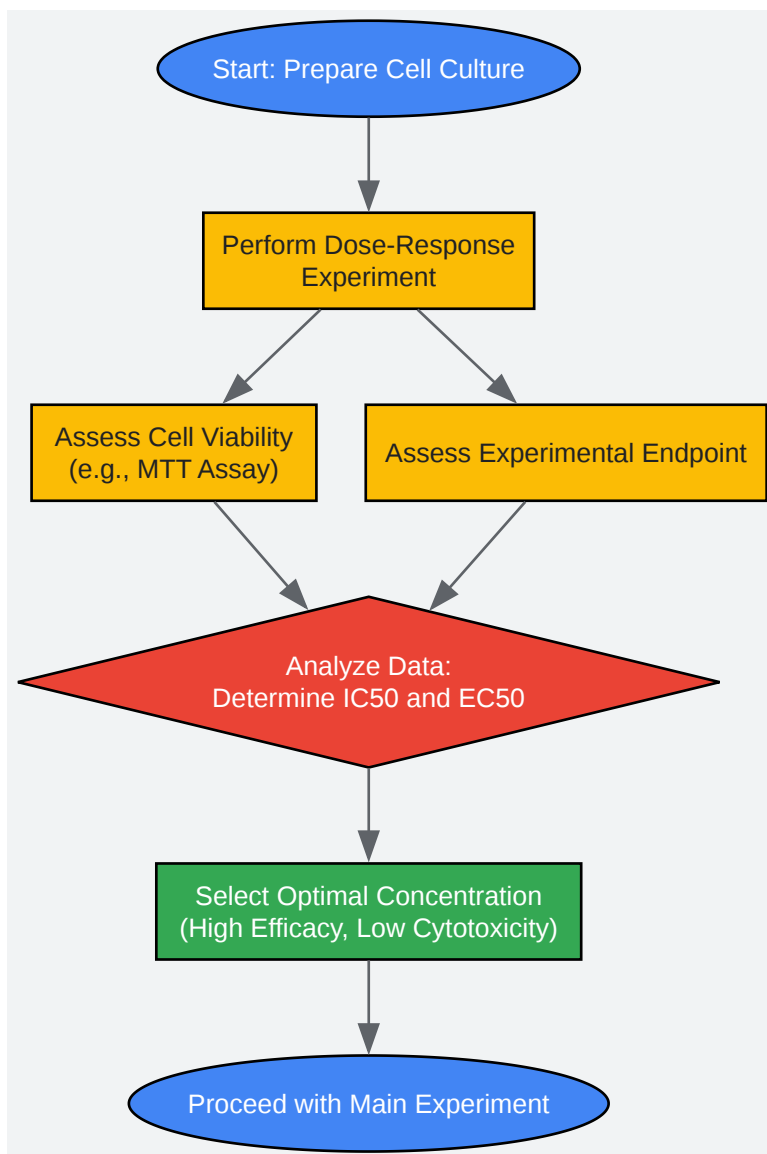 Start: Prepare Cell Culture
Perform Dose-Response
Experiment
Assess Cell Viability
(e.g., MTT Assay)
Assess Experimental Endpoint
Analyze Data:
Determine IC50 and EC50
Select Optimal Concentration
(High Efficacy, Low Cytotoxicity)
Proceed with Main Experiment